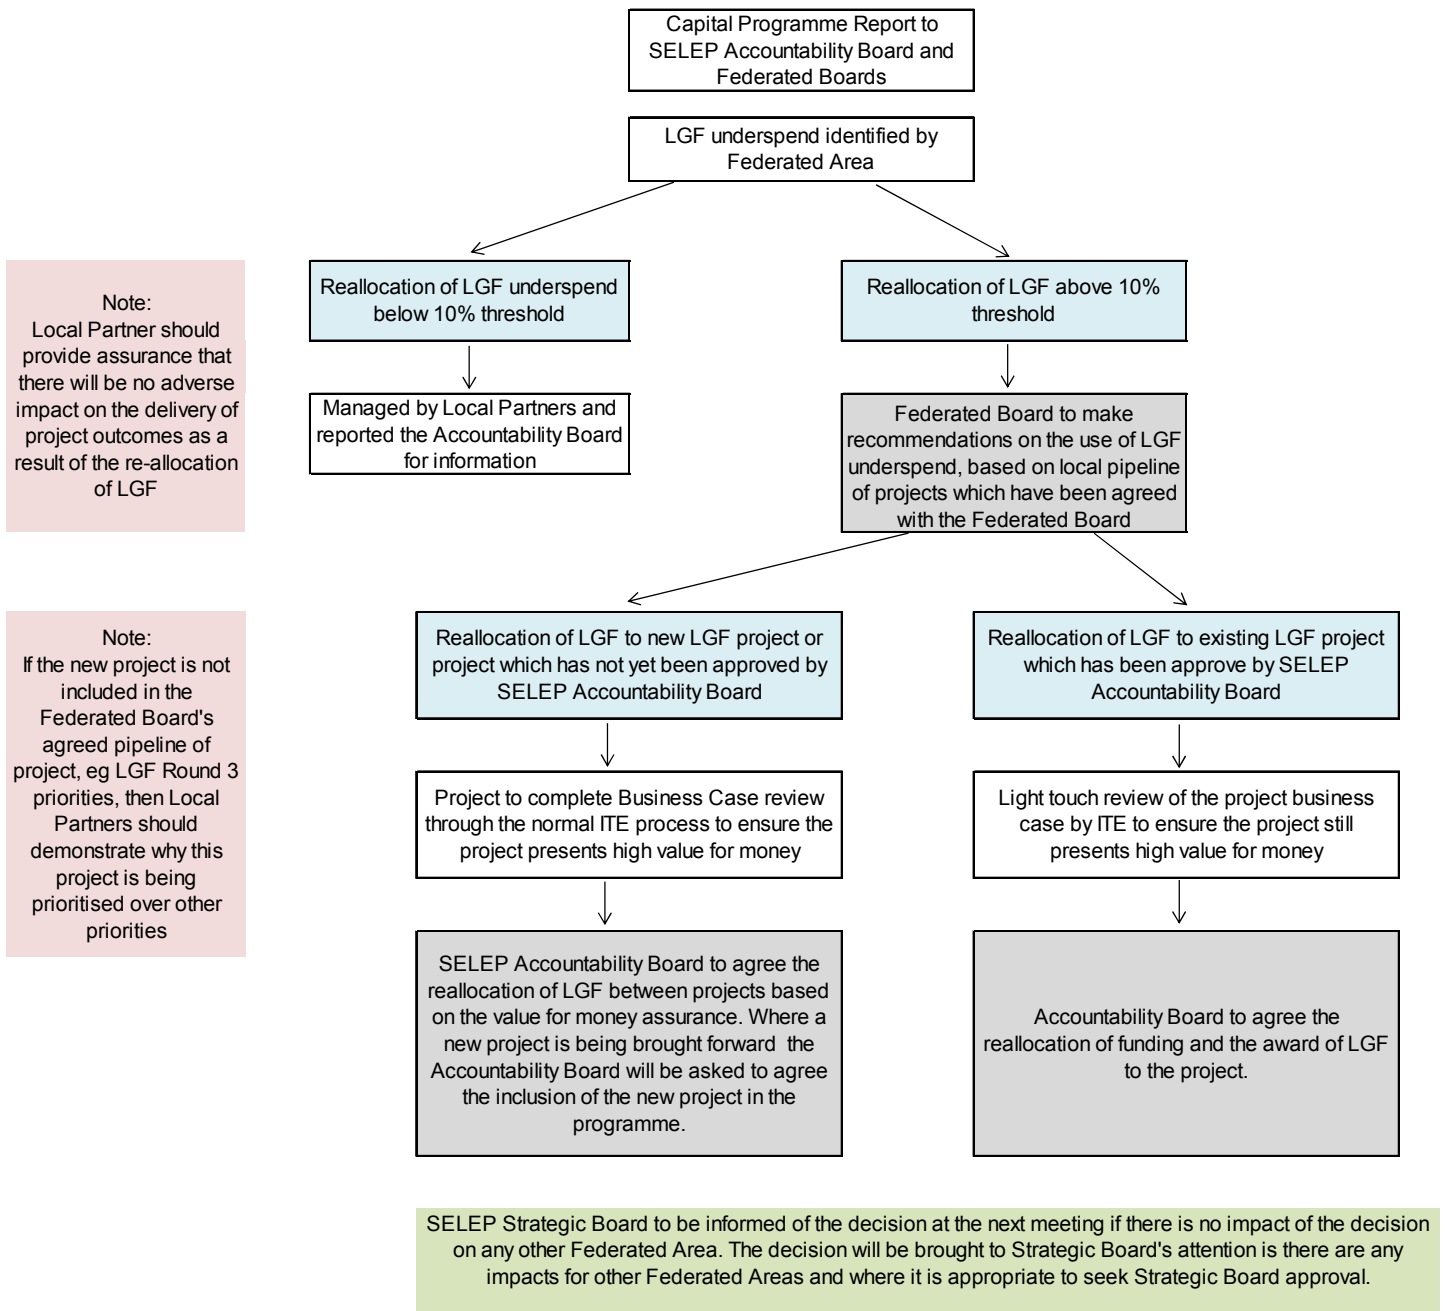 Capital Programme Report to
SELEP Accountability Board and
Federated Boards
LGF underspend identified by
Federated Area
Note:
Local Partner should
provide assurance that
there will be no adverse
impact on the delivery of
project outcomes as a
result of the re-allocation
of LGF
Reallocation of LGF underspend
below 10% threshold
Reallocation of LGF above 10%
threshold
Managed by Local Partners and
reported the Accountability Board
for information
Federated Board to make
recommendations on the use of LGF
underspend, based on local pipeline
of projects which have been agreed
with the Federated Board
Note:
If the new project is not
included in the
Federated Board's
agreed pipeline of
project, eg LGF Round 3
priorities, then Local
Partners should
demonstrate why this
project is being
prioritised over other
priorities
Reallocation of LGF to new LGF project or
project which has not yet been approved by
SELEP Accountability Board
Reallocation of LGF to existing LGF project
which has been approve by SELEP
Accountability Board
Project to complete Business Case review
through the normal ITE process to ensure the
project presents high value for money
Light touch review of the project business
case by ITE to ensure the project still
presents high value for money
SELEP Accountability Board to agree the
reallocation of LGF between projects based
on the value for money assurance. Where a
new project is being brought forward  the
Accountability Board will be asked to agree
the inclusion of the new project in the
programme.
Accountability Board to agree the
reallocation of funding and the award of LGF
to the project.
SELEP Strategic Board to be informed of the decision at the next meeting if there is no impact of the decision
on any other Federated Area. The decision will be brought to Strategic Board's attention is there are any
impacts for other Federated Areas and where it is appropriate to seek Strategic Board approval.